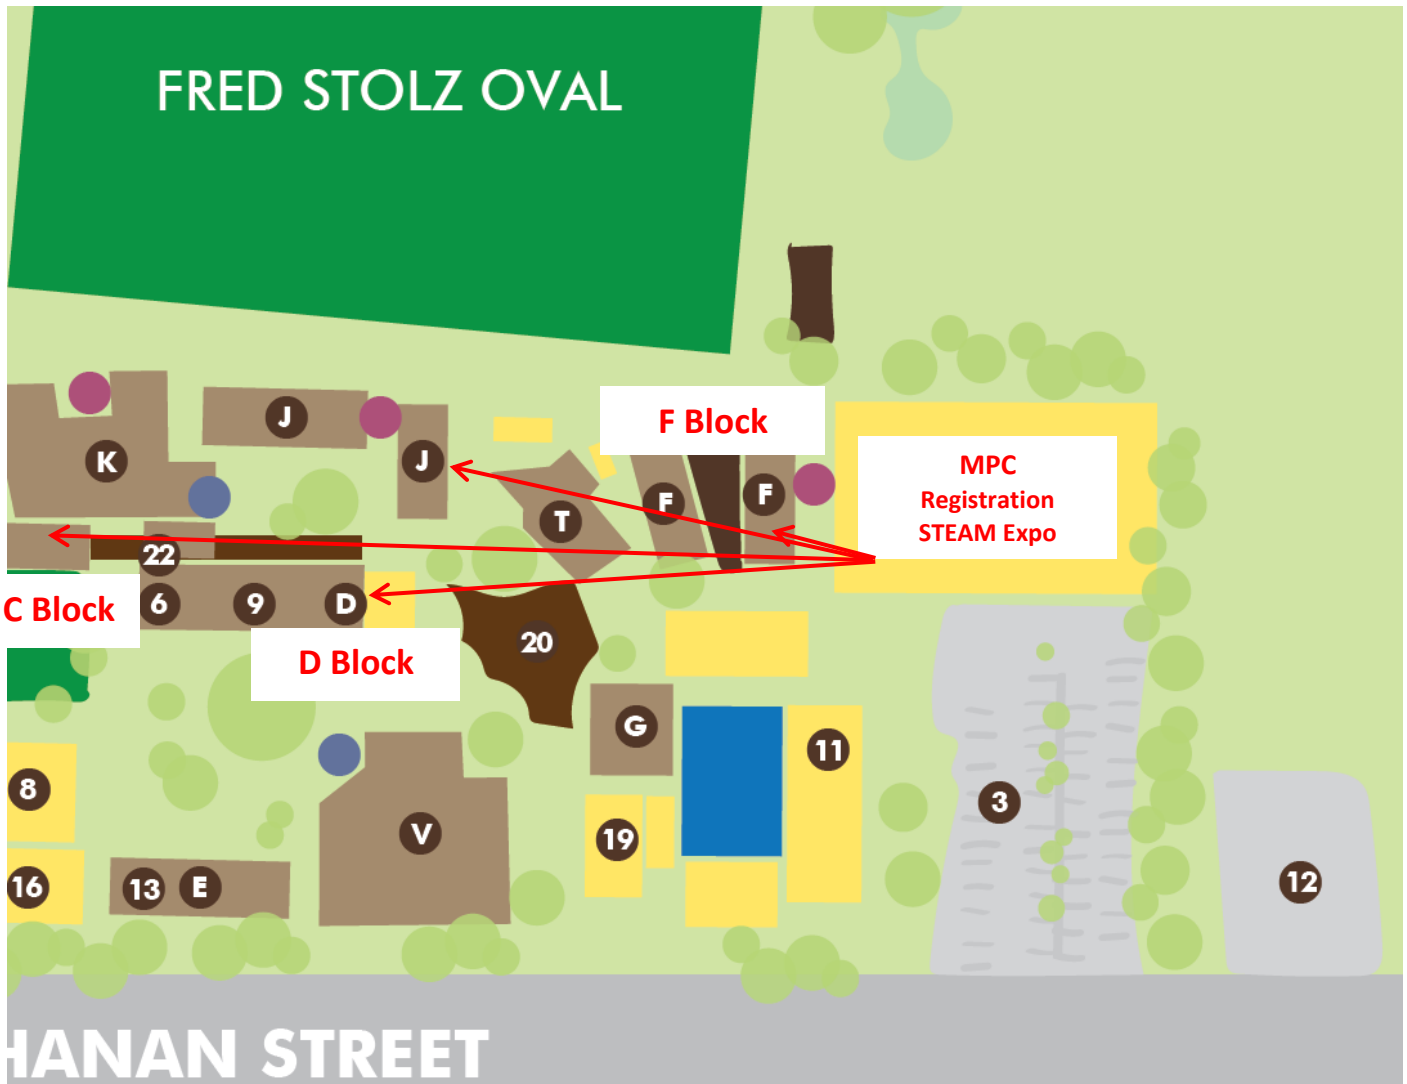 FRED STOLZ OVAL
F Block
J
K
J
MPC
Registration
STEAM Expo
F
F
T
22
C Block
6
9
D
D Block
20
G
11
8
3
V
19
16
13
E
12
HANAN STREET